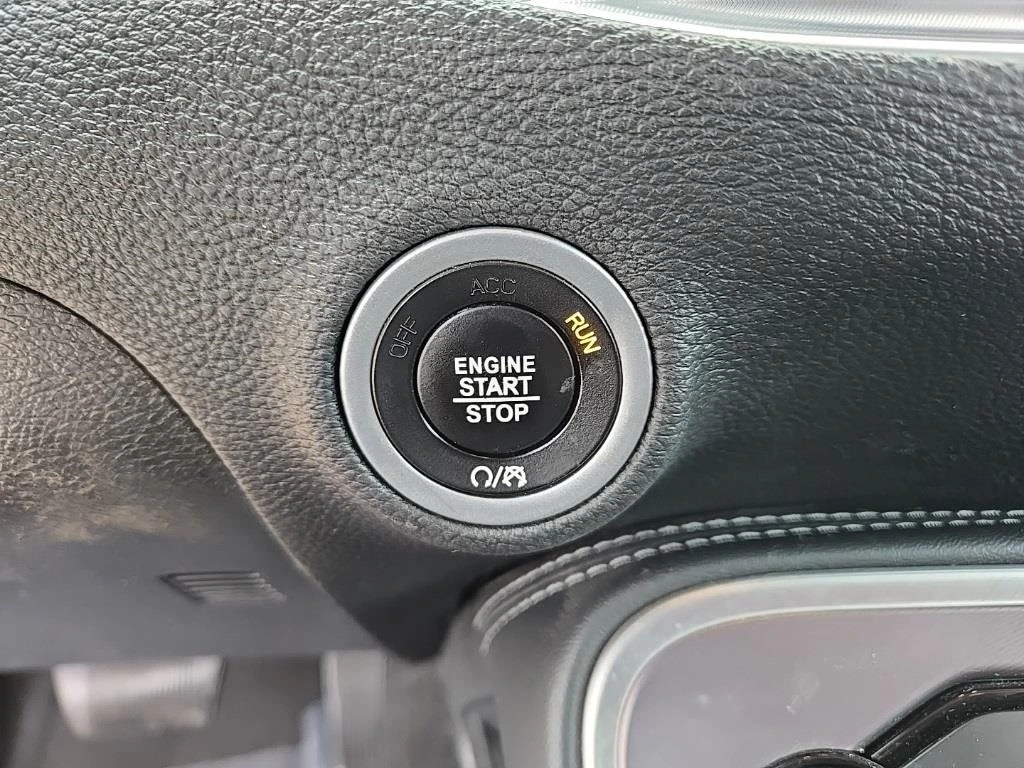 OFF
ACC
RUN
ENGINE
START
STOP